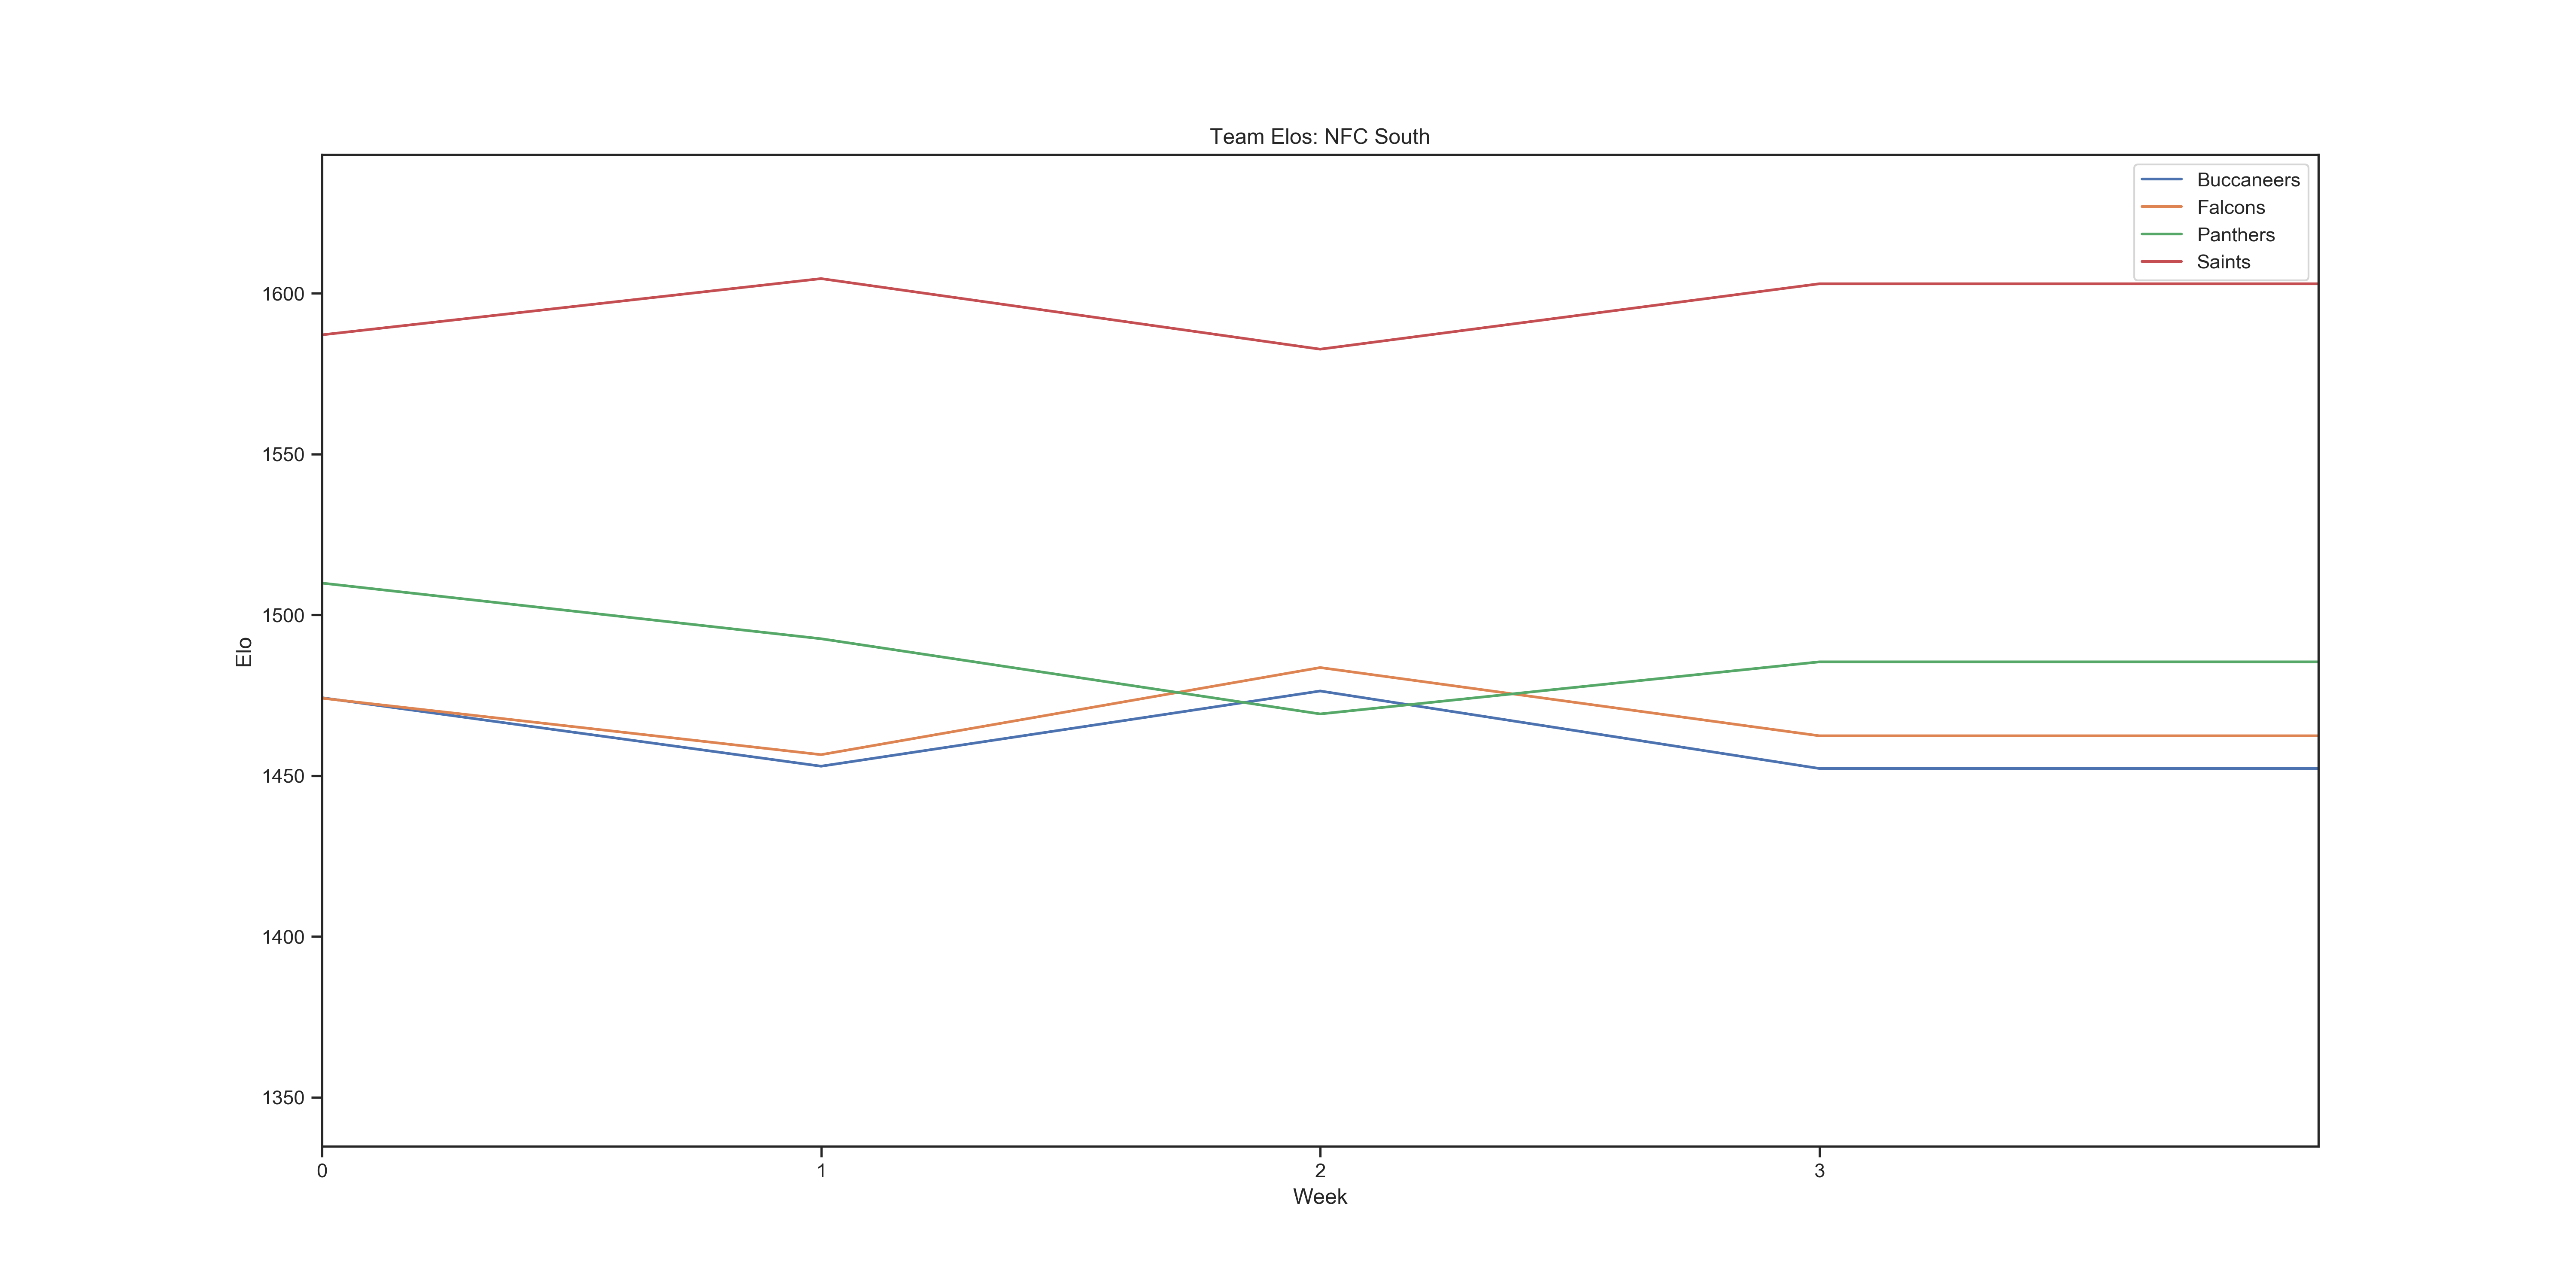 Team Elos: NFC South
Buccaneers
Falcons
Panthers
Saints
1600
1550
1500
1450
1400
1350
Elo
0 1 2 3
Week